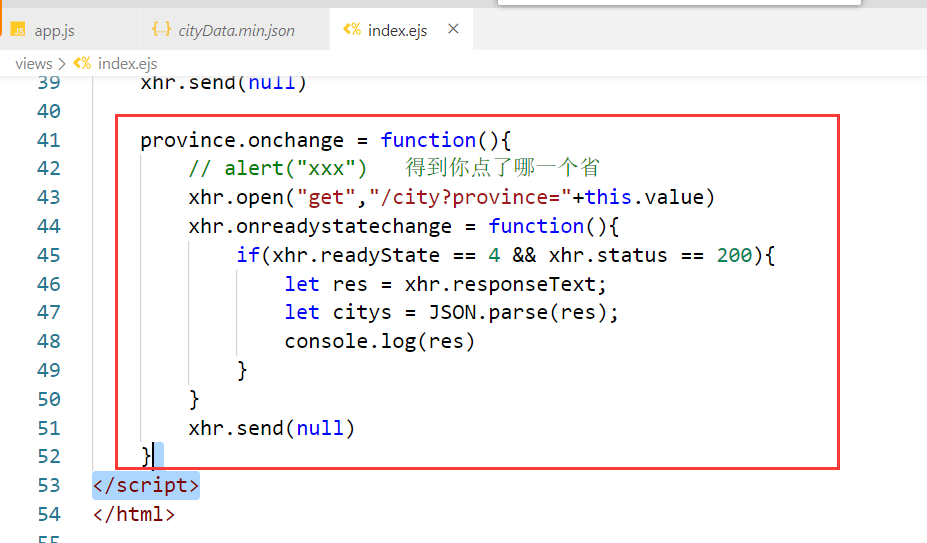 app.js
{..} cityData.min.json
<% index.ejs ×
views > <% index.ejs
39 xhr.send(null)
40
41 province.onchange = function(){
42 // alert("xxx") 得到你点了哪一个省
43 xhr.open("get","/city?province="+this.value)
44 xhr.onreadystatechange = function(){
45 if(xhr.readyState == 4 && xhr.status == 200){
46 let res = xhr.responseText;
47 let citys = JSON.parse(res);
48 console.log(res)
49 }
50 }
51 xhr.send(null)
52 }
53 </script>
54 </html>
55